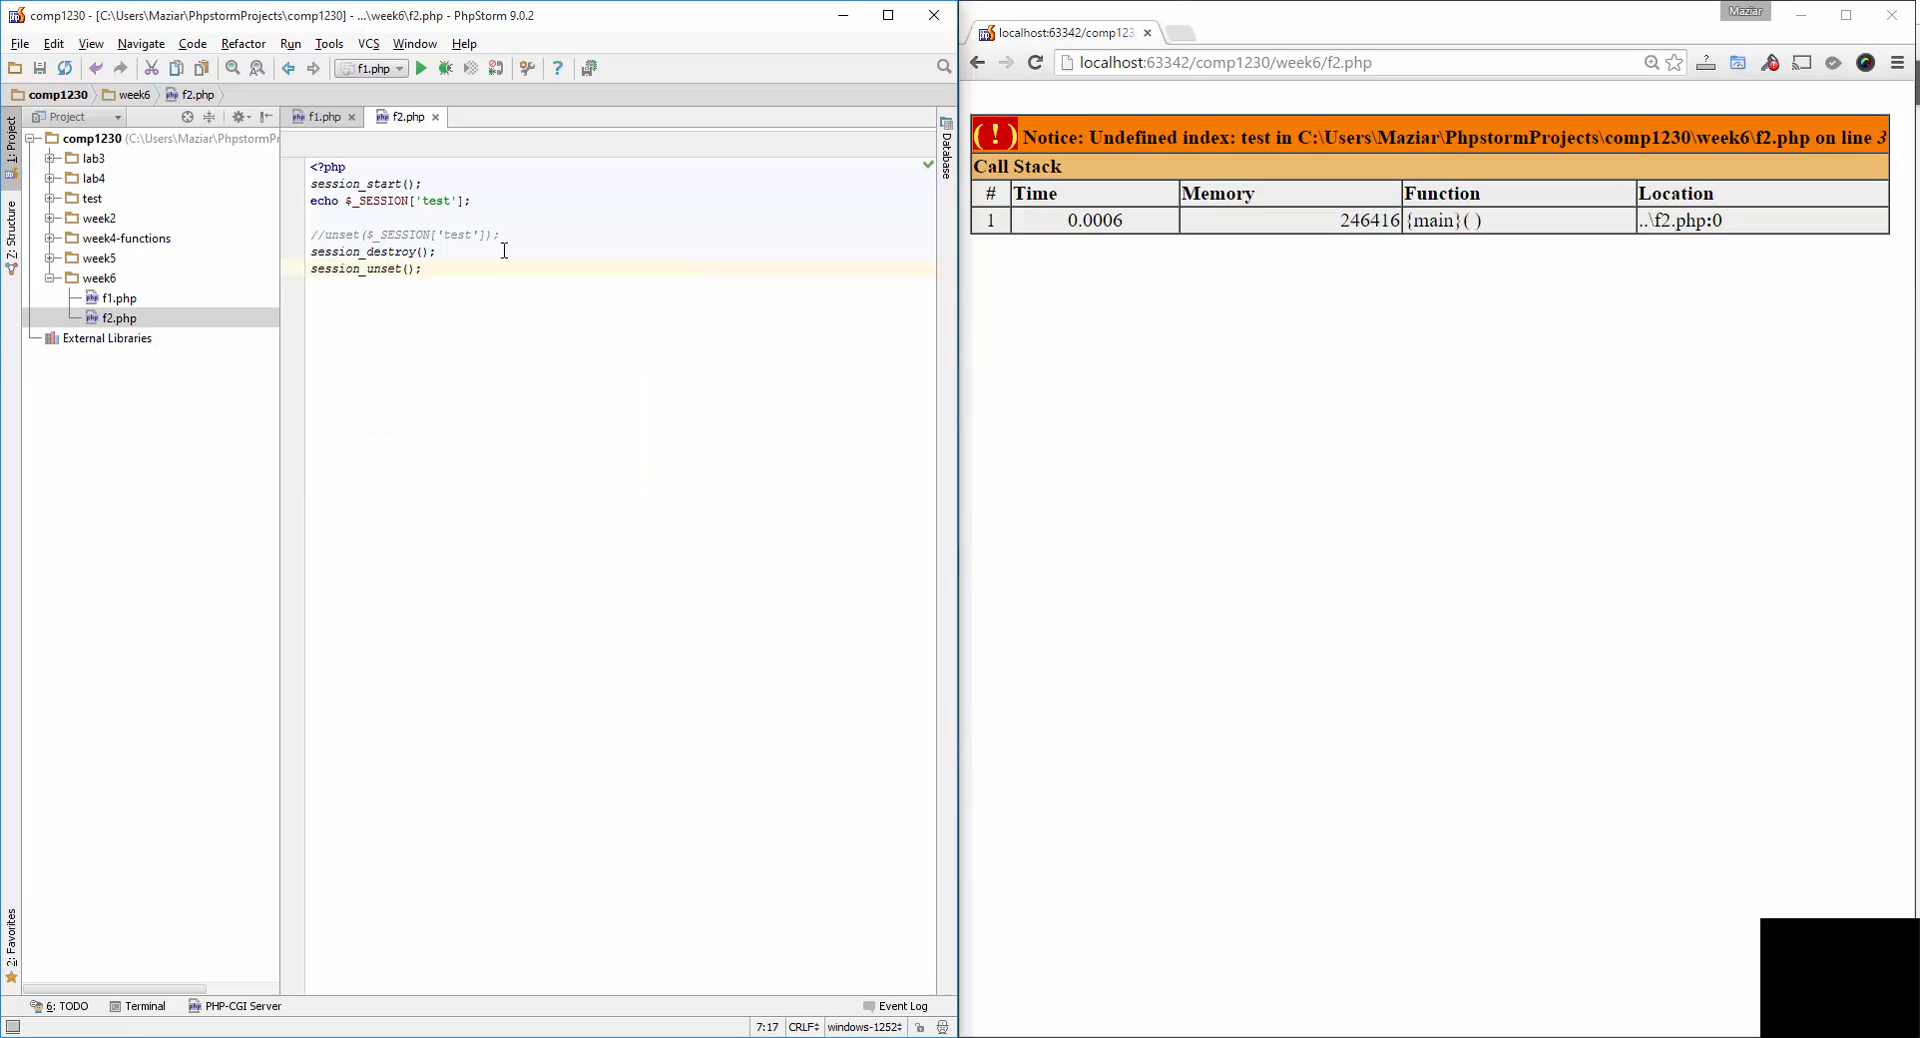 comp1230 - [C:\Users\Maziar\PhpstormProjects\comp1230] - ...\week6\f2.php - PhpStorm 9.0.2
File Edit View Navigate Code Refactor Run Tools VCS Window Help
f1.php
comp1230 week6 f2.php
1: Project
Z: Structure
2: Favorites
Project
comp1230 (C:\Users\Maziar\PhpstormPr
lab3
lab4
test
week2
week4-functions
week5
week6
f1.php
f2.php
External Libraries
f1.php f2.php
<?php
session_start();
echo $_SESSION['test'];
//unset($_SESSION['test']);
session_destroy();
session_unset();
Database
6: TODO Terminal PHP-CGI Server Event Log
7:17 CRLF windows-1252
Maziar
localhost:63342/comp123
localhost:63342/comp1230/week6/f2.php
( ! ) Notice: Undefined index: test in C:\Users\Maziar\PhpstormProjects\comp1230\week6\f2.php on line 3
Call Stack
# Time Memory Function Location
1 0.0006 246416 {main}( ) ..\f2.php:0